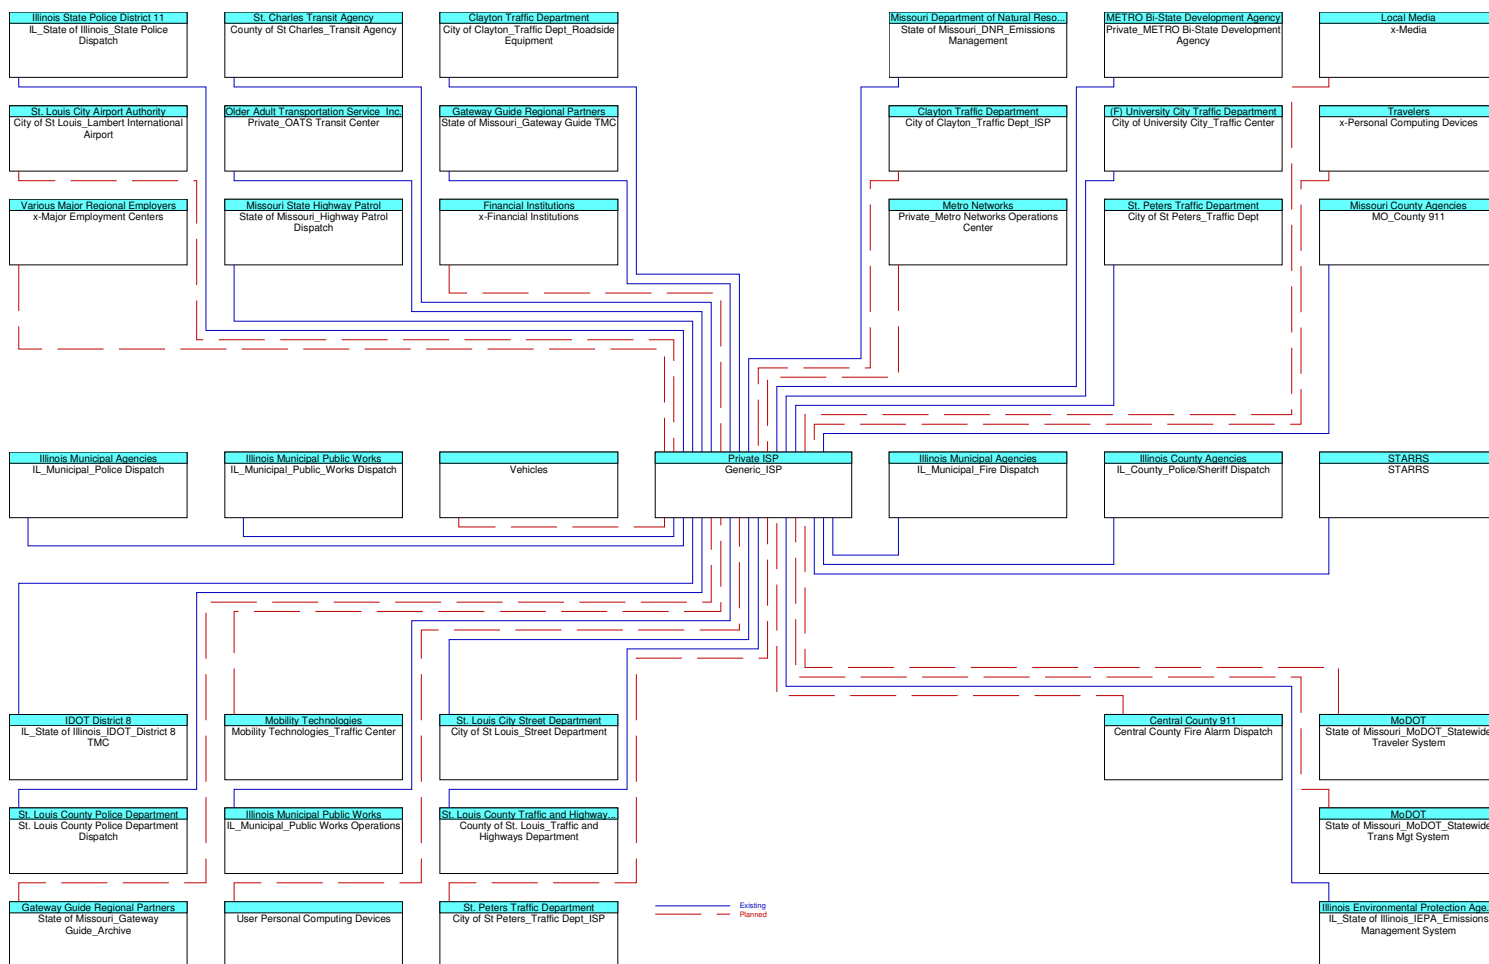 Illinois State Police District 11
IL_State of Illinois_State Police
Dispatch
St. Charles Transit Agency
County of St Charles_Transit Agency
Clayton Traffic Department
City of Clayton_Traffic Dept_Roadside
Equipment
Missouri Department of Natural Reso...
State of Missouri_DNR_Emissions
Management
METRO Bi-State Development Agency
Private_METRO Bi-State Development
Agency
Local Media
x-Media
St. Louis City Airport Authority
City of St Louis_Lambert International
Airport
Older Adult Transportation Service Inc.
Private_OATS Transit Center
Gateway Guide Regional Partners
State of Missouri_Gateway Guide TMC
Clayton Traffic Department
City of Clayton_Traffic Dept_ISP
(F) University City Traffic Department
City of University City_Traffic Center
Travelers
x-Personal Computing Devices
Various Major Regional Employers
x-Major Employment Centers
Missouri State Highway Patrol
State of Missouri_Highway Patrol
Dispatch
Financial Institutions
x-Financial Institutions
Metro Networks
Private_Metro Networks Operations
Center
St. Peters Traffic Department
City of St Peters_Traffic Dept
Missouri County Agencies
MO_County 911
Illinois Municipal Agencies
IL_Municipal_Police Dispatch
Illinois Municipal Public Works
IL_Municipal_Public_Works Dispatch
Vehicles
Private ISP
Generic_ISP
Illinois Municipal Agencies
IL_Municipal_Fire Dispatch
Illinois County Agencies
IL_County_Police/Sheriff Dispatch
STARRS
STARRS
IDOT District 8
IL_State of Illinois_IDOT_District 8
TMC
Mobility Technologies
Mobility Technologies_Traffic Center
St. Louis City Street Department
City of St Louis_Street Department
Central County 911
Central County Fire Alarm Dispatch
MoDOT
State of Missouri_MoDOT_Statewide
Traveler System
St. Louis County Police Department
St. Louis County Police Department
Dispatch
Illinois Municipal Public Works
IL_Municipal_Public Works Operations
St. Louis County Traffic and Highway...
County of St. Louis_Traffic and
Highways Department
MoDOT
State of Missouri_MoDOT_Statewide
Trans Mgt System
Gateway Guide Regional Partners
State of Missouri_Gateway
Guide_Archive
User Personal Computing Devices
St. Peters Traffic Department
City of St Peters_Traffic Dept_ISP
Existing
Planned
Illinois Environmental Protection Age...
IL_State of Illinois_IEPA_Emissions
Management System